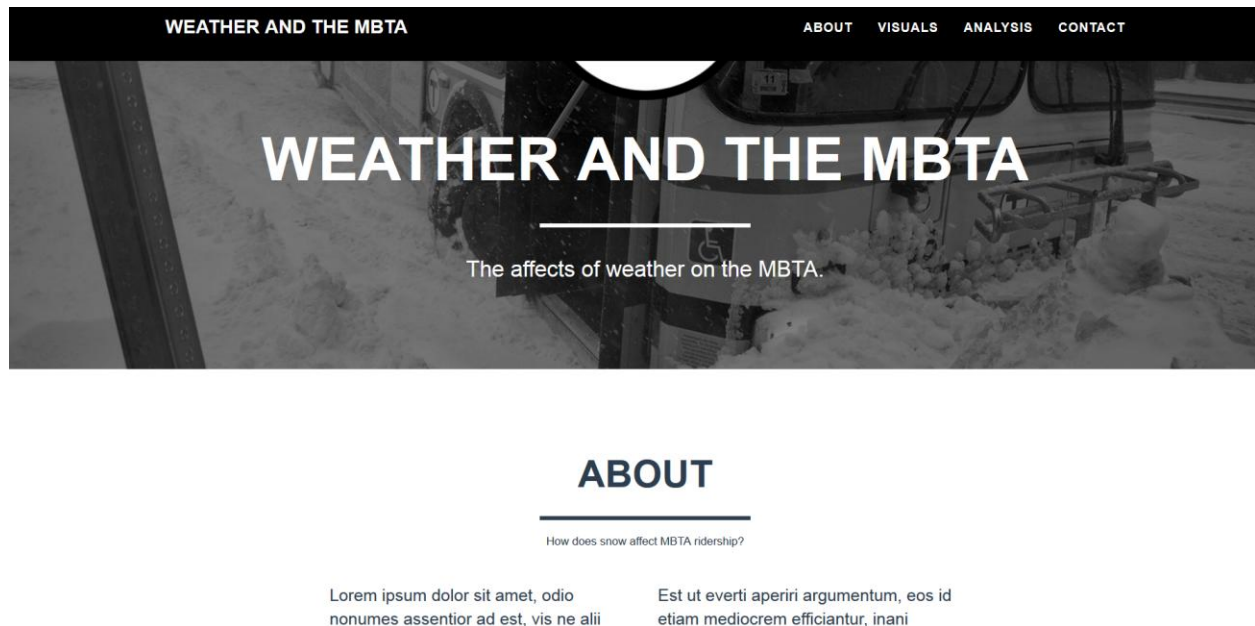 WEATHER AND THE MBTA
ABOUT VISUALS ANALYSIS CONTACT
11
WEATHER AND THE MBTA
The affects of weather on the MBTA.
ABOUT
How does snow affect MBTA ridership?
Lorem ipsum dolor sit amet, odio
nonumes assentior ad est, vis ne alii
Est ut everti aperiri argumentum, eos id
etiam mediocrem efficiantur, inani